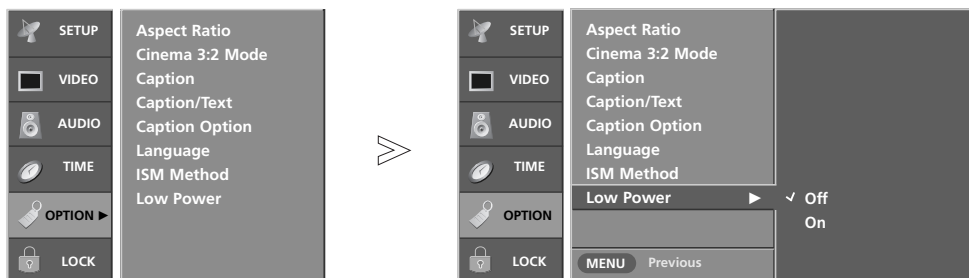 SETUP
VIDEO
AUDIO
TIME
OPTION ►
LOCK
Aspect Ratio
Cinema 3:2 Mode
Caption
Caption/Text
Caption Option
Language
ISM Method
Low Power
SETUP
VIDEO
AUDIO
TIME
OPTION
LOCK
Aspect Ratio
Cinema 3:2 Mode
Caption
Caption/Text
Caption Option
Language
ISM Method
Low Power ►
✓ Off
On
MENU Previous